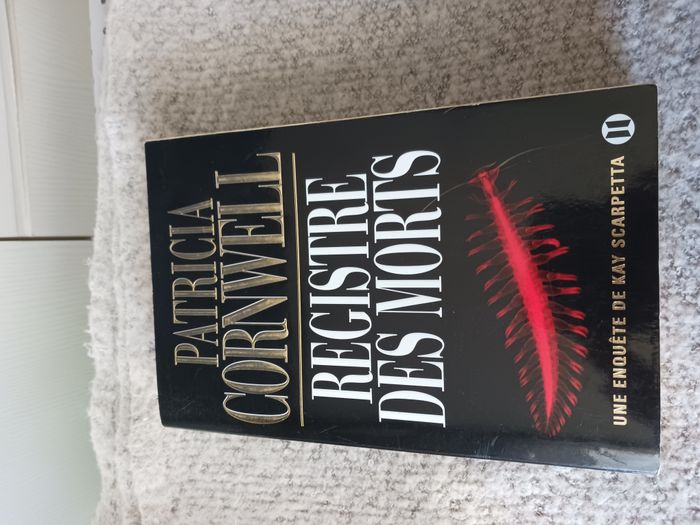 PATRICIA
CORNWELL
REGISTRE
DES MORTS
UNE ENQUÊTE DE KAY SCARPETTA